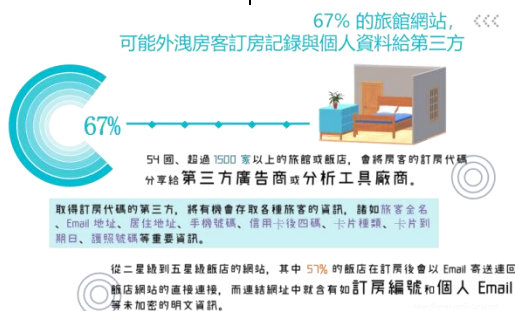 67% 的旅館網站，
可能外洩房客訂房記錄與個人資料給第三方
67%
54 國、超過 1500 家以上的旅館或飯店，會將房客的訂房代碼
分享給第三方廣告商或分析工具廠商。
取得訂房代碼的第三方，將有機會存取各種旅客的資訊，諸如旅客全名
、Email 地址、居住地址、手機號碼、信用卡後四碼、卡片種類、卡片到
期日、護照號碼等重要資訊。
從二星級到五星級飯店的網站，其中 57% 的飯店在訂房後會以 Email 寄送連回
飯店網站的直接連接，而連結網址中就含有如訂房編號和個人 Email
等未加密的明文資訊。